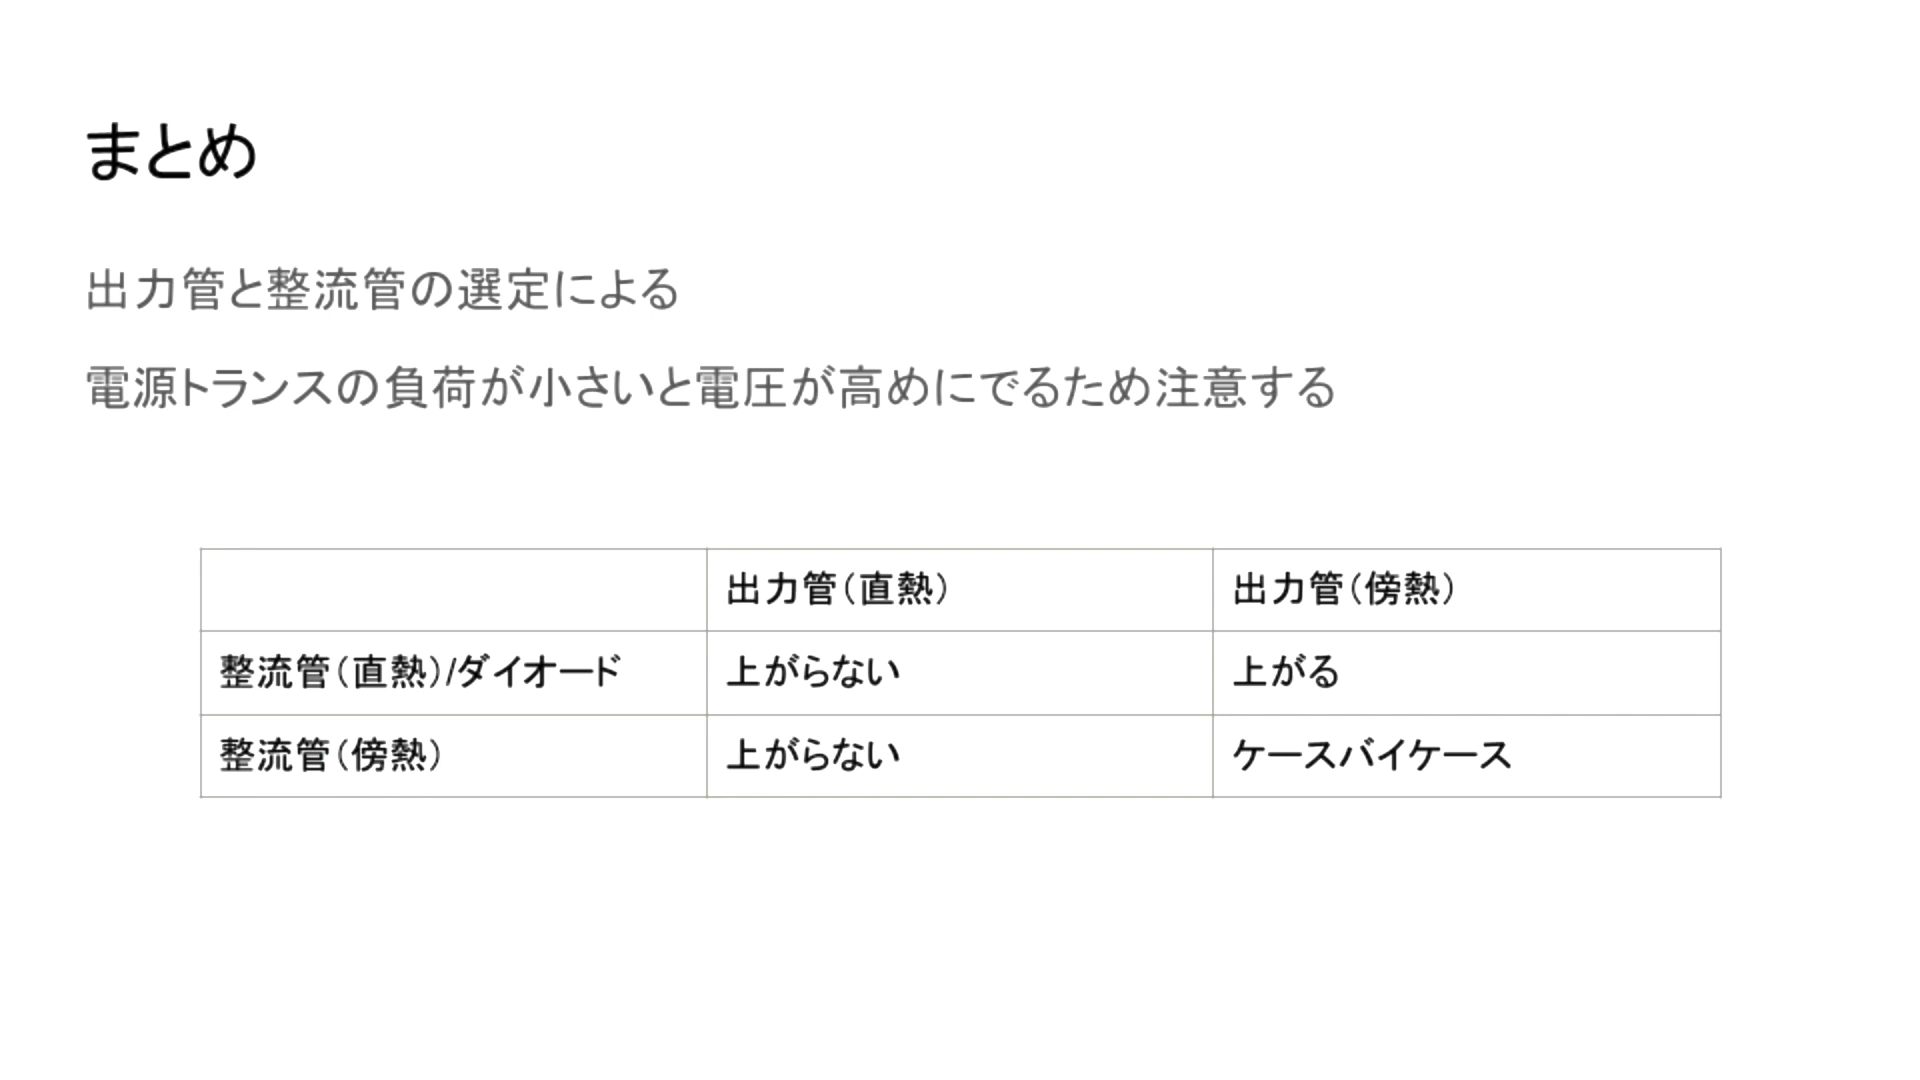 まとめ
出力管と整流管の選定による
電源トランスの負荷が小さいと電圧が高めにでるため注意する
出力管(直熱) 出力管(傍熱)
整流管(直熱)/ダイオード 上がらない 上がる
整流管(傍熱) 上がらない ケースバイケース